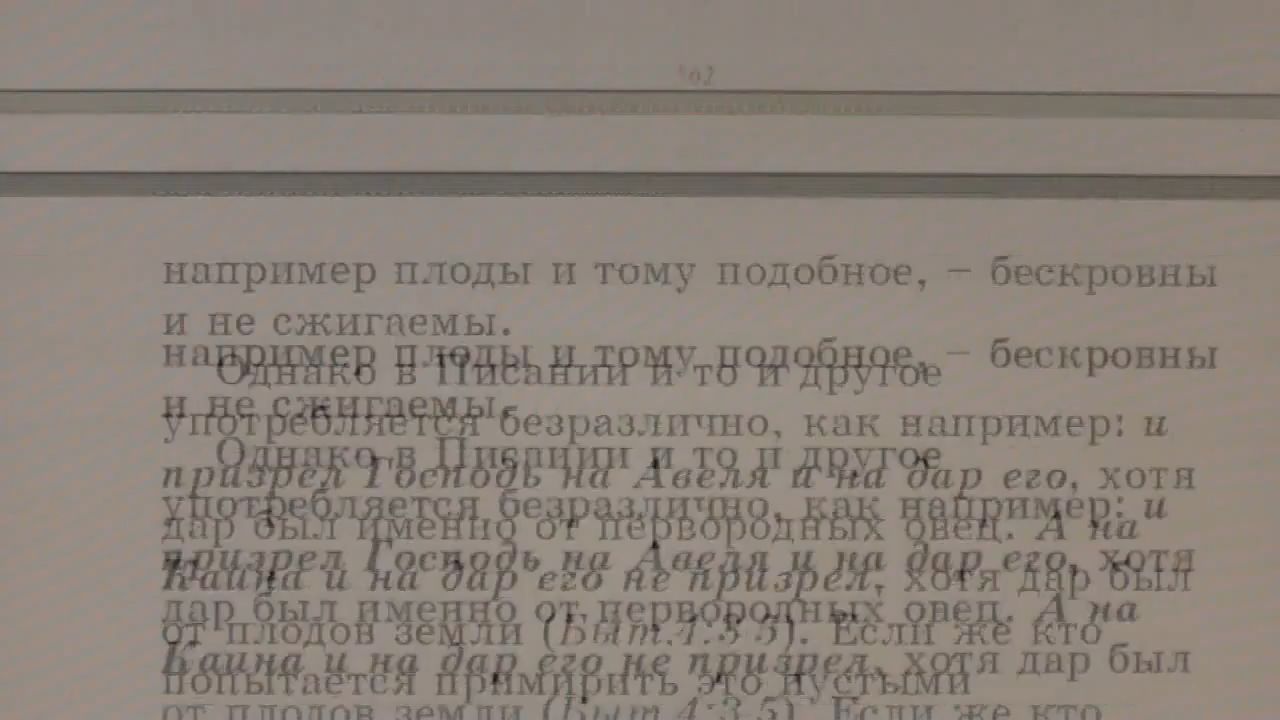 например плоды и тому подобное, – бескровны
и не сжигаемы.
например плоды и тому подобное, – бескровны
Однако в Писании и то и другое
и не сжигаемы.
употребляется безразлично, как например: и
Однако в Писании и то и другое
призрел Господь на Авеля и на дар его, хотя
употребляется безразлично, как например: и
дар был именно от первородных овец. А на
призрел Господь на Авеля и на дар его, хотя
Каина и на дар его не призрел, хотя дар был
дар был именно от первородных овец. А на
от плодов земли (Быт.4:3-5). Если же кто
Каина и на дар его не призрел, хотя дар был
попытается примирить это пустыми
от плодов земли (Быт.4:3-5). Если же кто